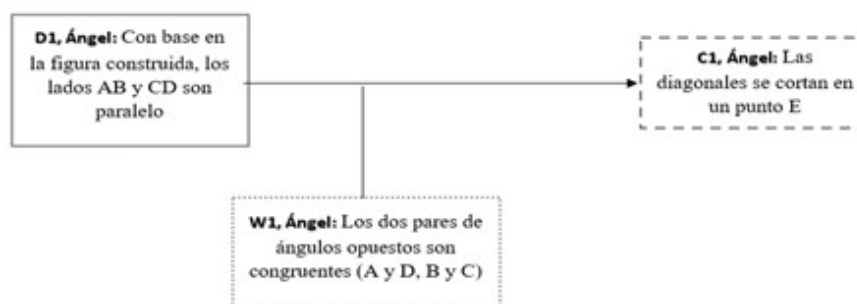 D1, Ángel: Con base en
la figura construida, los
lados AB y CD son
paralelo
C1, Ángel: Las
diagonales se cortan en
un punto E
W1, Ángel: Los dos pares de
ángulos opuestos son
congruentes (A y D, B y C)